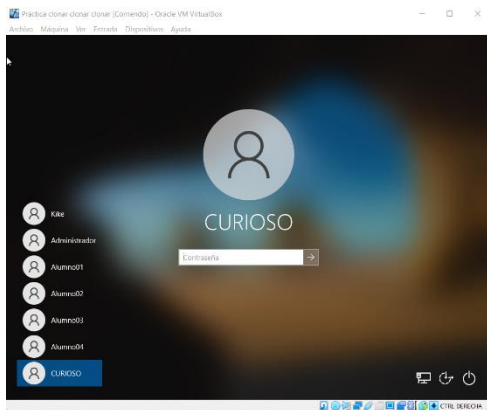 Práctica clonar clonar clonar [Corriendo] - Oracle VM VirtualBox
Archivo Máquina Ver Entrada Dispositivos Ayuda
CURIOSO
Contraseña
Kike
Administrador
Alumno01
Alumno02
Alumno03
Alumno04
CURIOSO
CTRL DERECHA